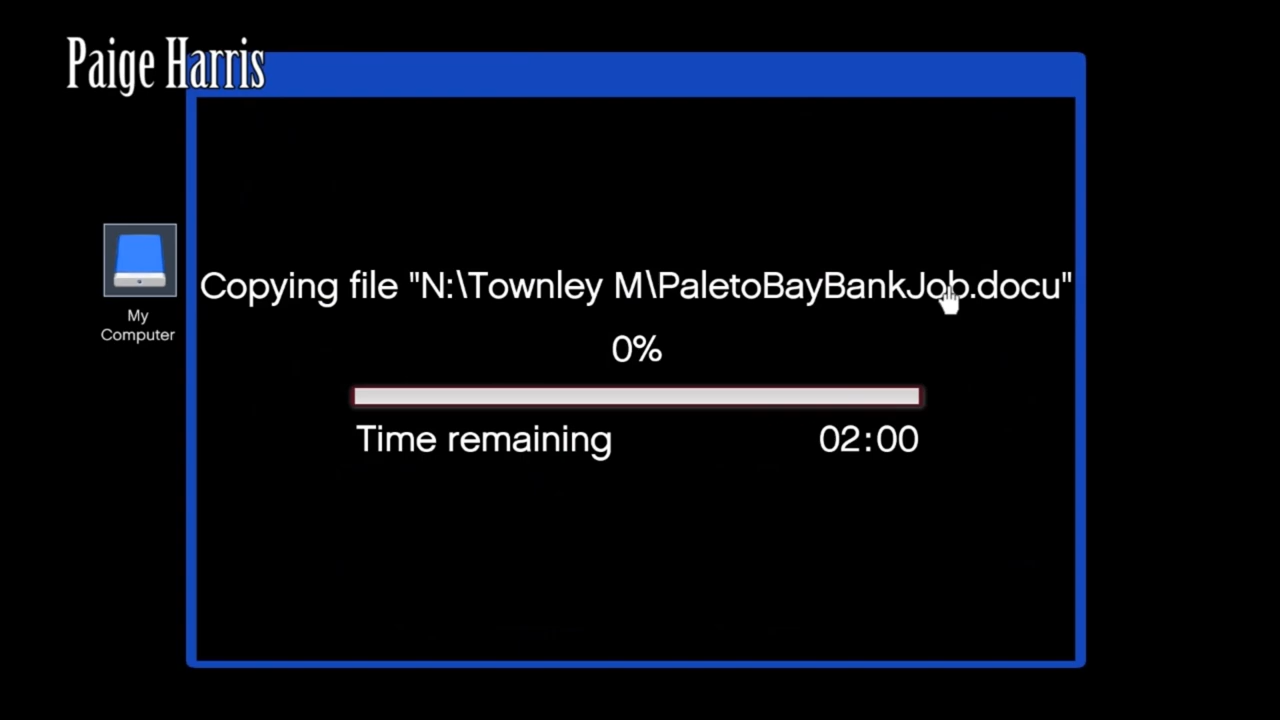 Paige Harris
My
Computer
Copying file "N:\Townley M\PaletoBayBankJob.docu"
0%
Time remaining 02:00